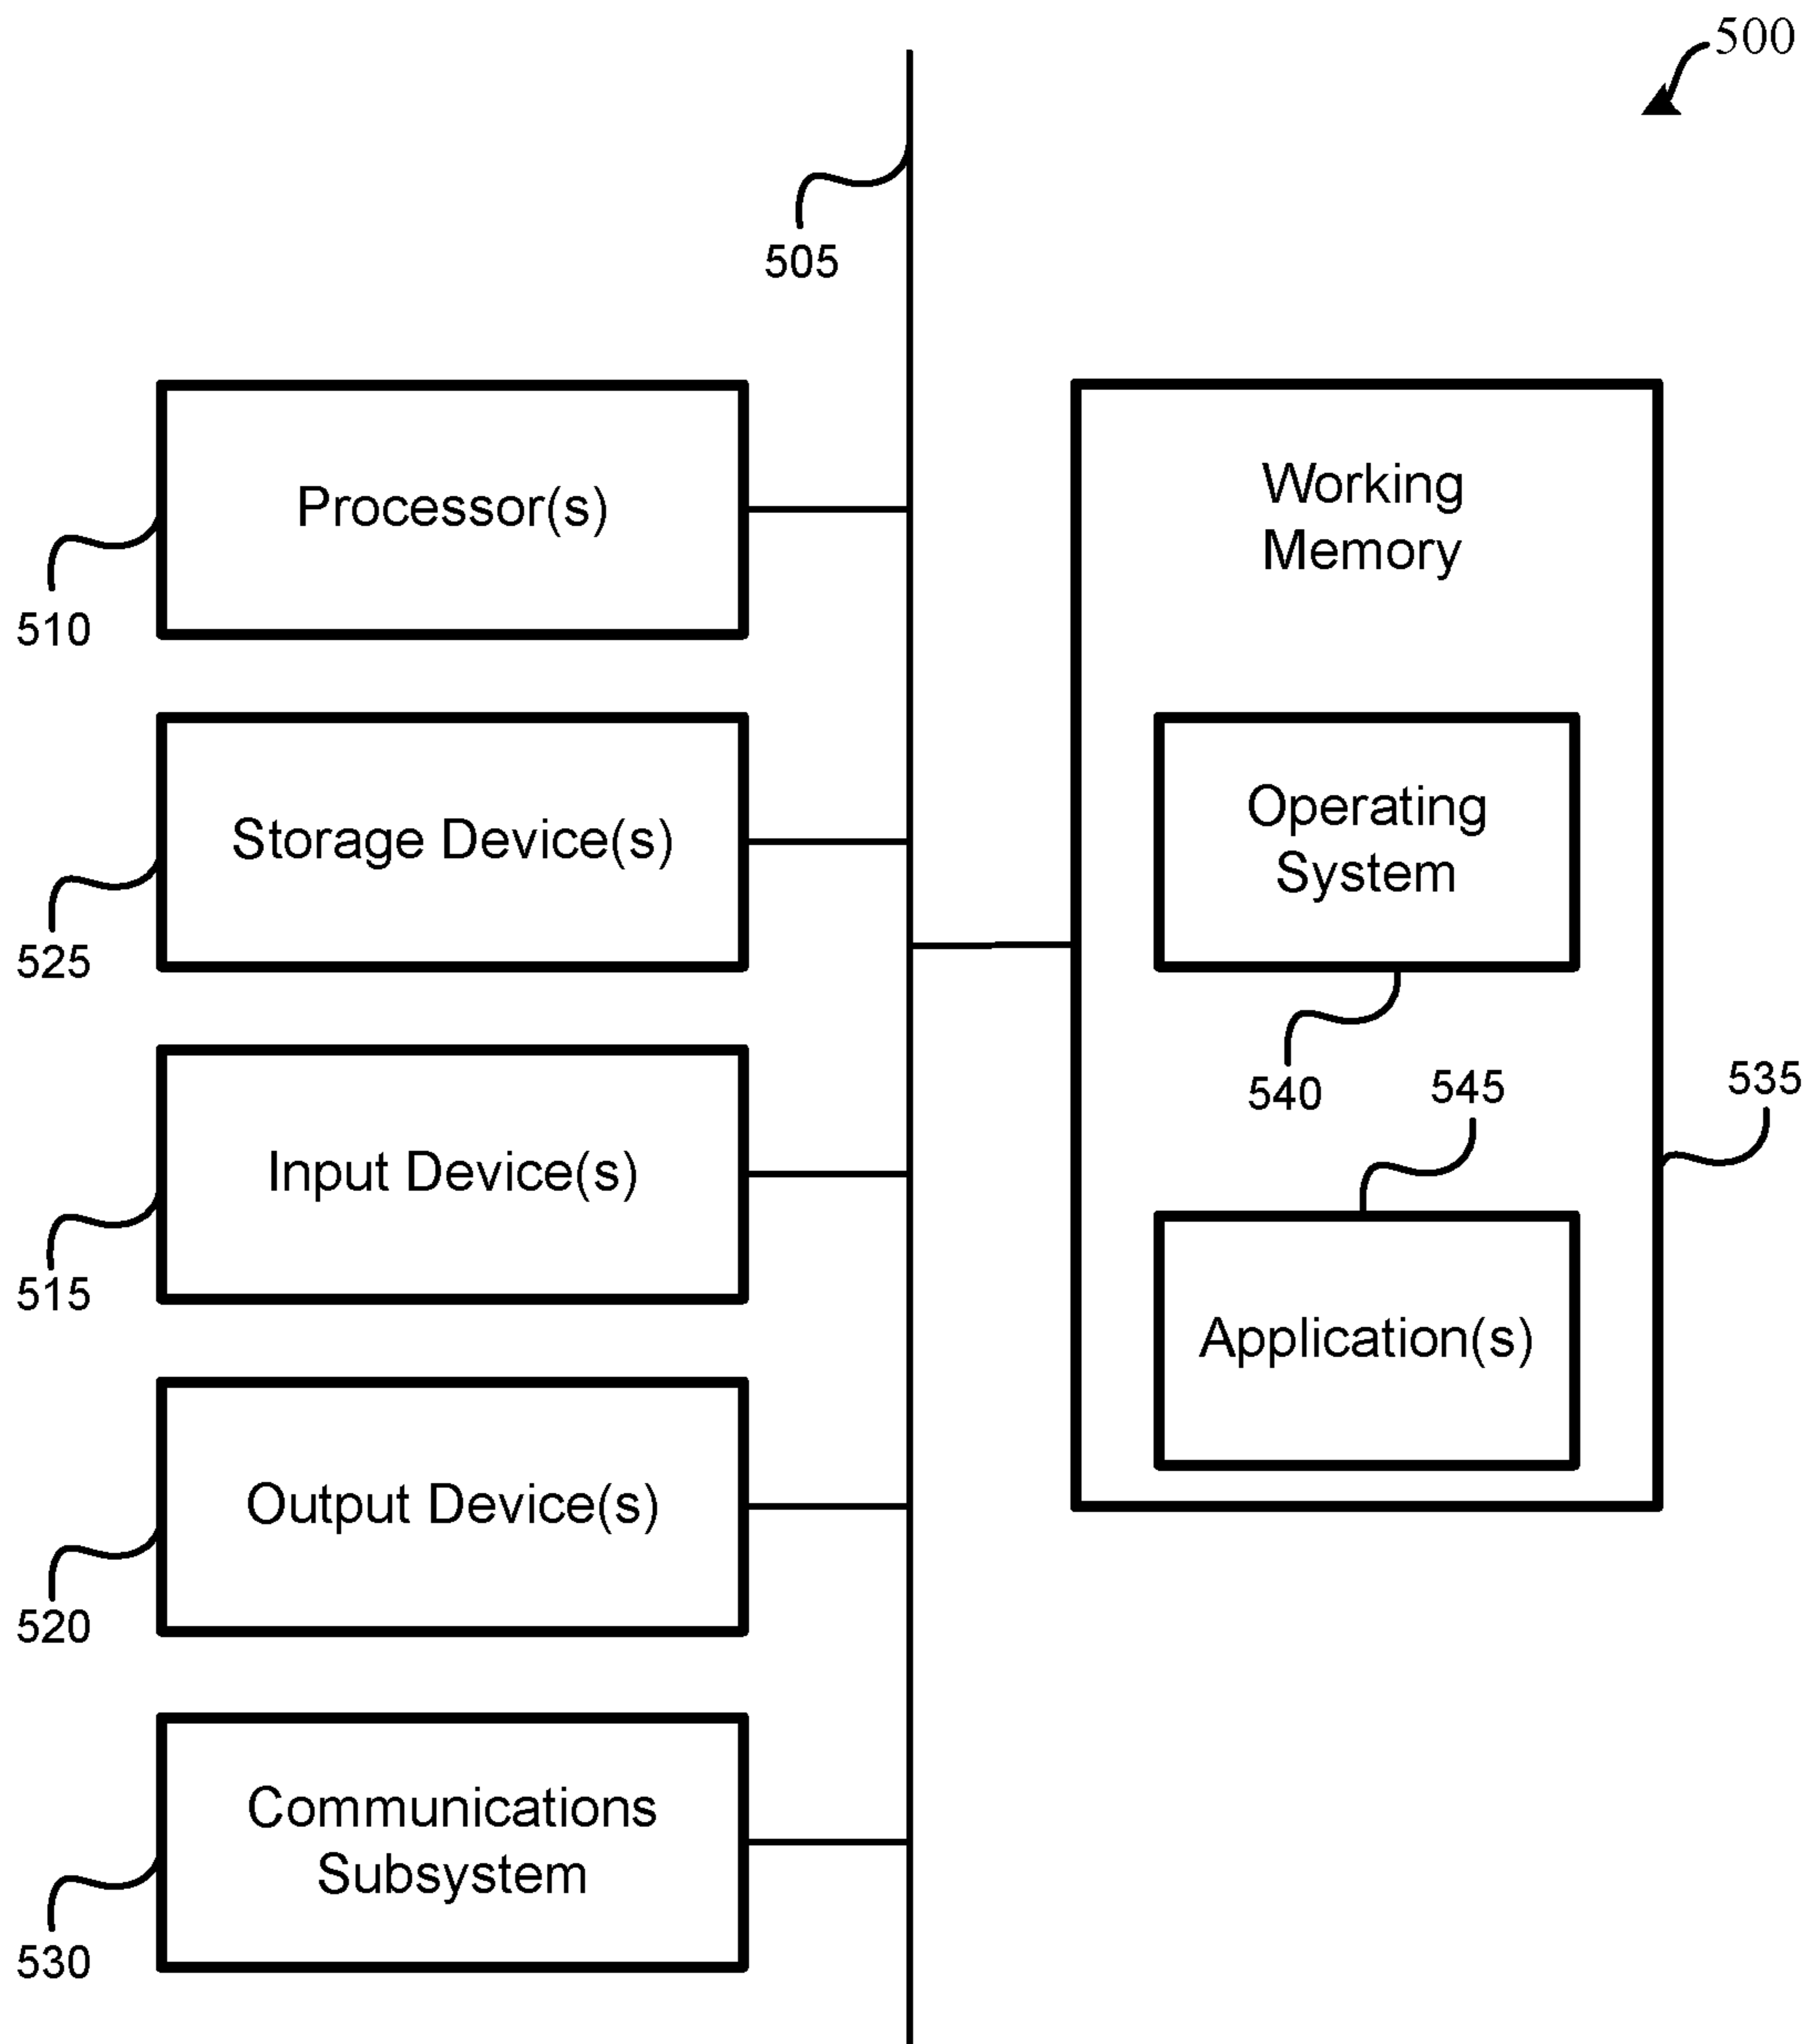 500
505
Processor(s)
510
Storage Device(s)
525
Input Device(s)
515
Output Device(s)
520
Communications
Subsystem
530
Working
Memory
Operating
System
540
545
535
Application(s)